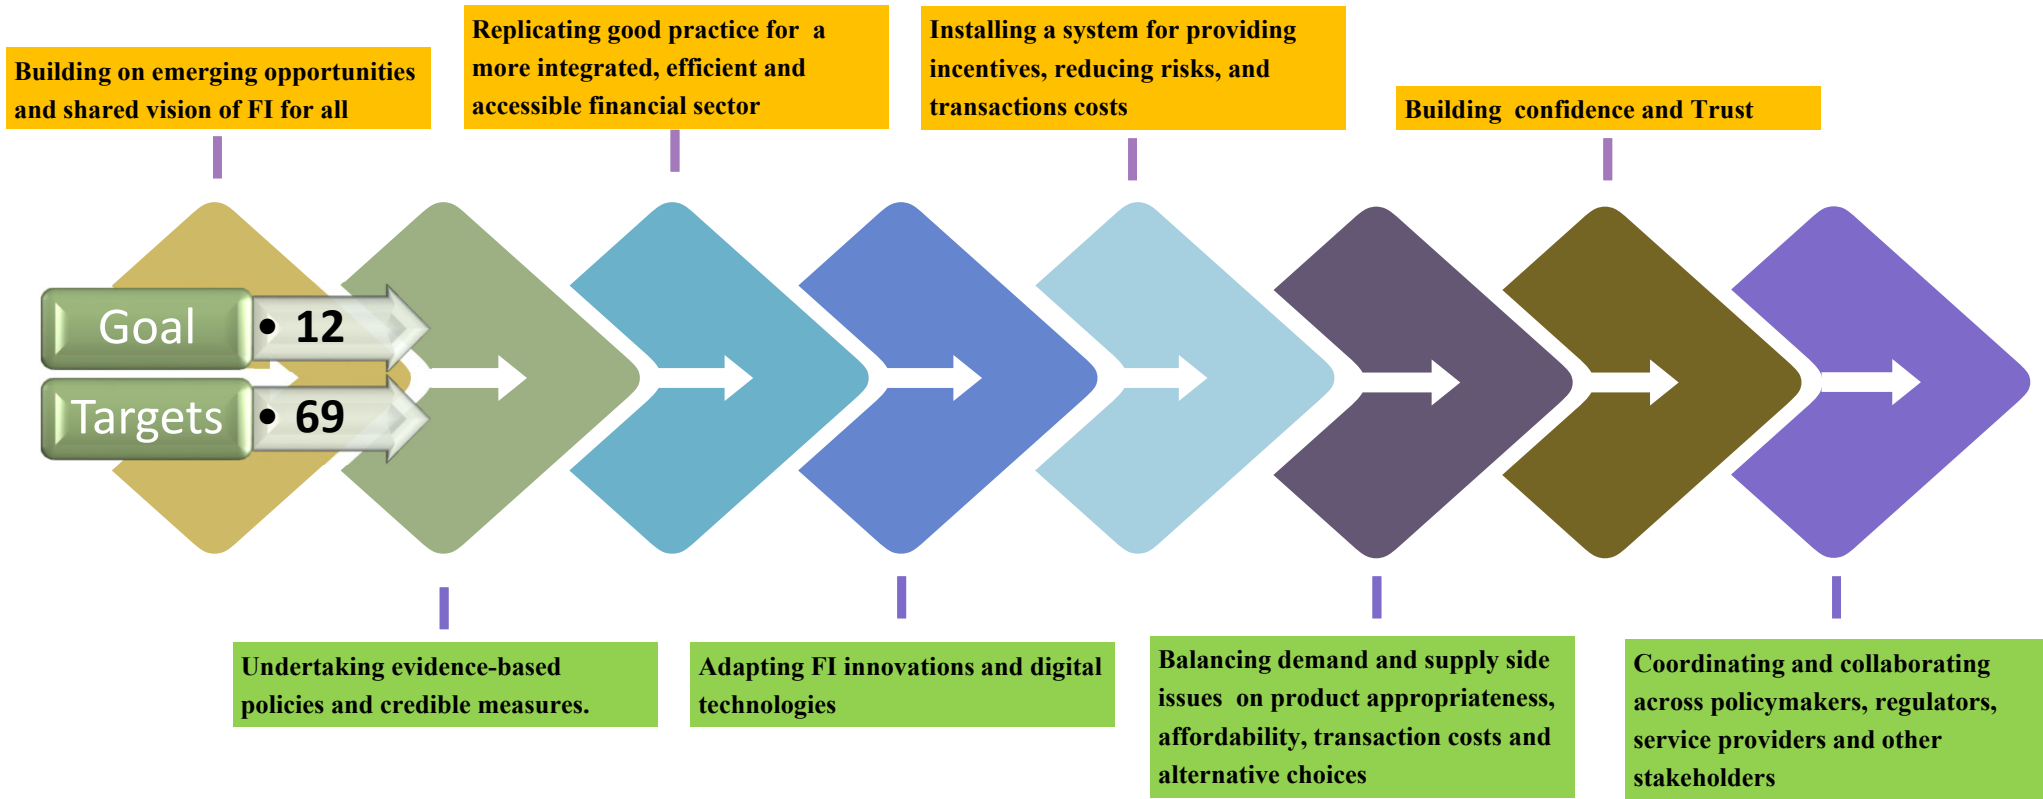 Building on emerging opportunities
and shared vision of FI for all
Replicating good practice for a
more integrated, efficient and
accessible financial sector
Installing a system for providing
incentives, reducing risks, and
transactions costs
Building confidence and Trust
Goal
• 12
Targets
• 69
Undertaking evidence-based
policies and credible measures.
Adapting FI innovations and digital
technologies
Balancing demand and supply side
issues on product appropriateness,
affordability, transaction costs and
alternative choices
Coordinating and collaborating
across policymakers, regulators,
service providers and other
stakeholders